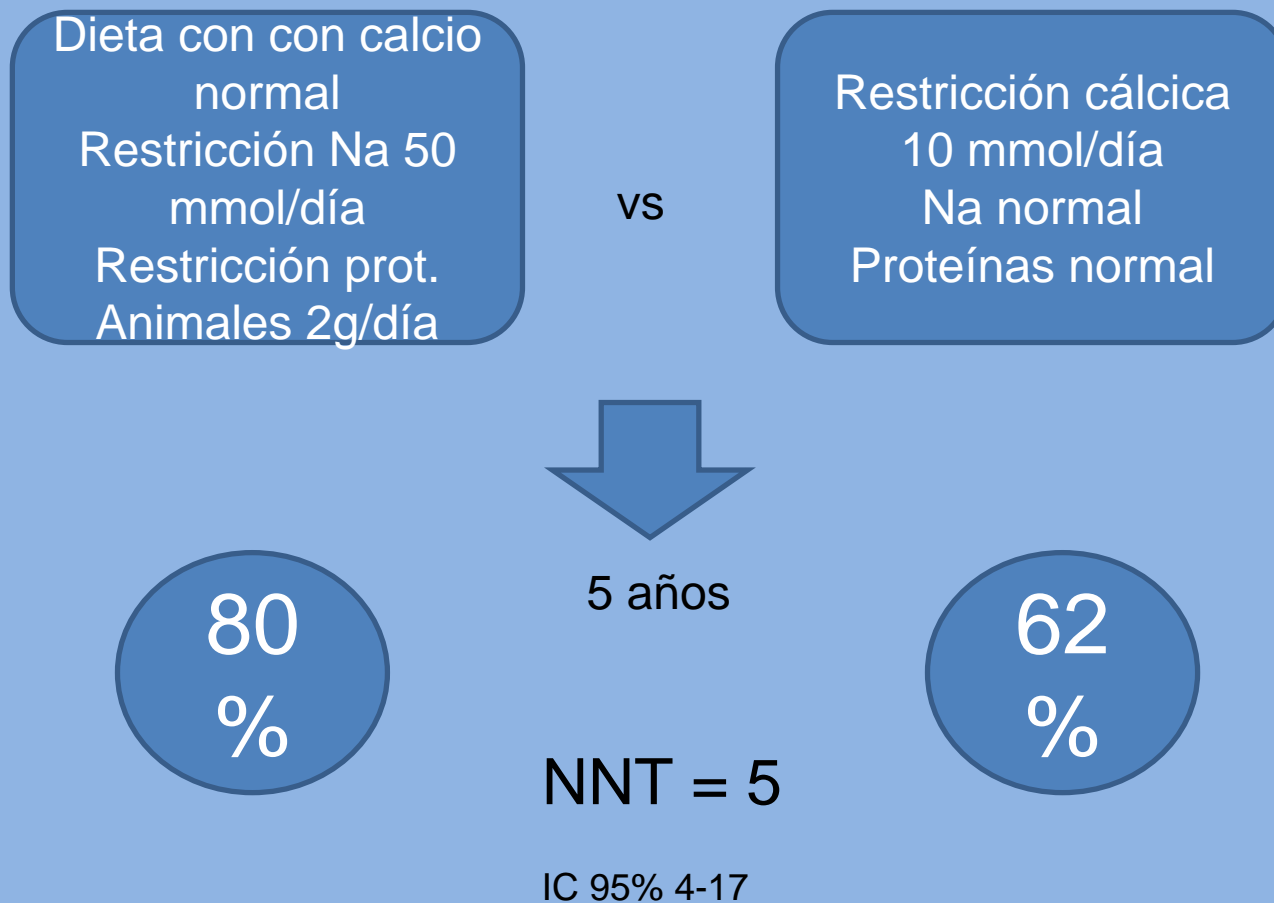 Dieta con con calcio
normal
Restricción Na 50
mmol/día
Restricción prot.
Animales 2g/día
vs
Restricción cálcica
10 mmol/día
Na normal
Proteínas normal
5 años
80
%
62
%
NNT = 5
IC 95% 4-17